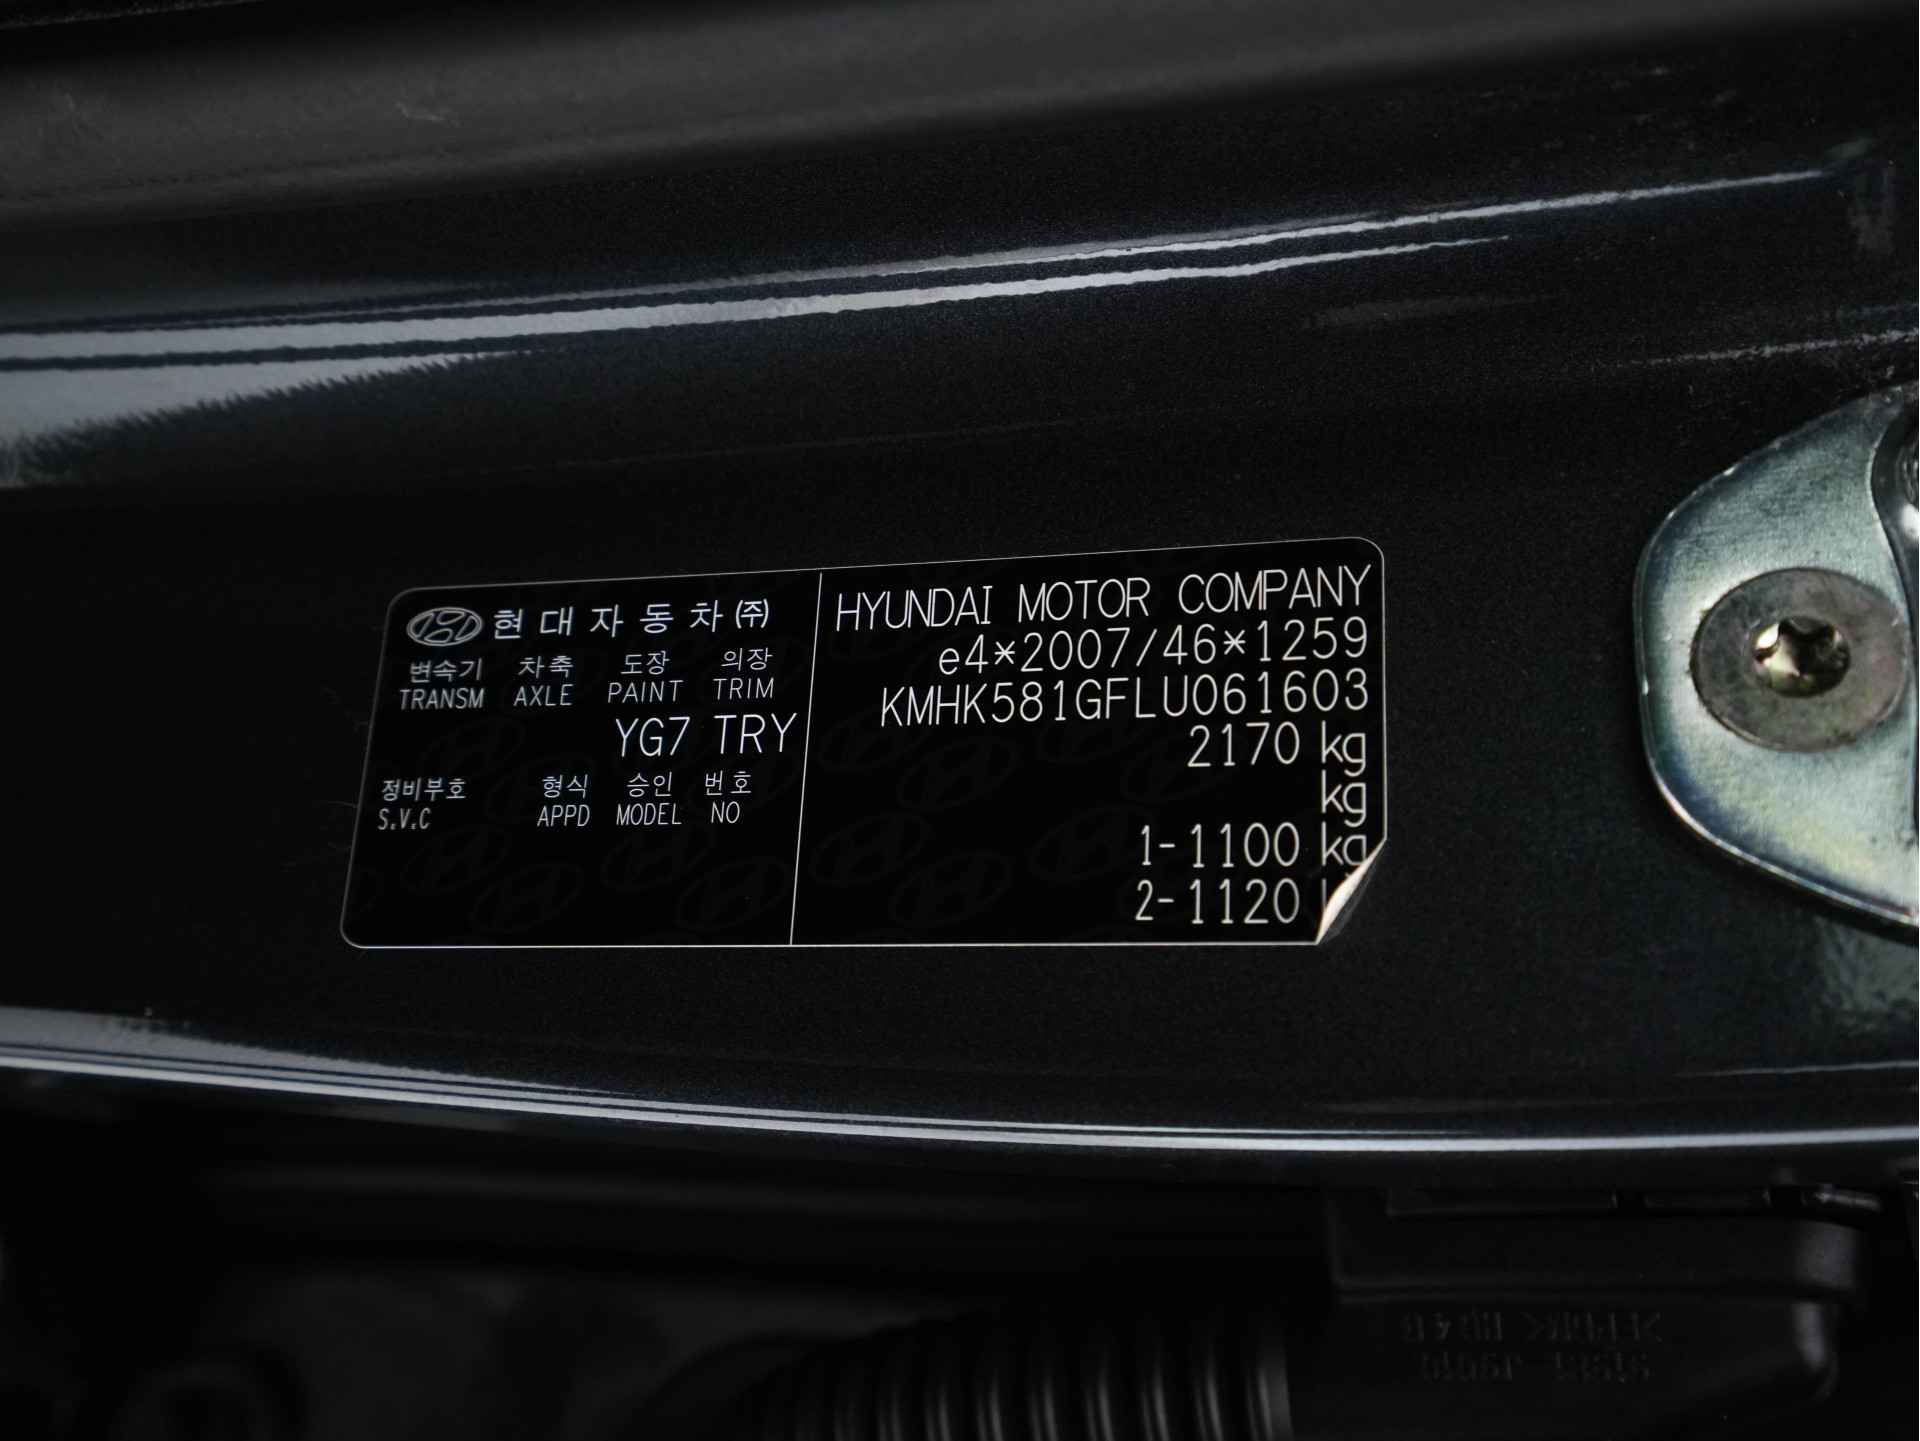 현대자동차㈜
변속기 차축 도장 의장
TRANSM AXLE PAINT TRIM
YG7 TRY
정비부호 형식 승인 번호
S.V.C APPD MODEL NO
HYUNDAI MOTOR COMPANY
e4*2007/46*1259
KMHK581GFLU061603
2170 kg
kg
1-1100 kg
2-1120